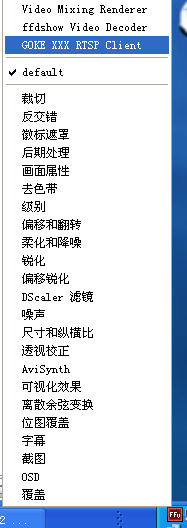 Video Mixing Renderer
ffdshow Video Decoder
GOKE XXX RTSP Client
default
裁切
反交错
徽标遮罩
后期处理
画面属性
去色带
级别
偏移和翻转
柔化和降噪
锐化
偏移锐化
DScaler 滤镜
噪声
尺寸和纵横比
透视校正
AviSynth
可视化效果
离散余弦变换
位图覆盖
字幕
截图
OSD
覆盖
2 ...
FFv